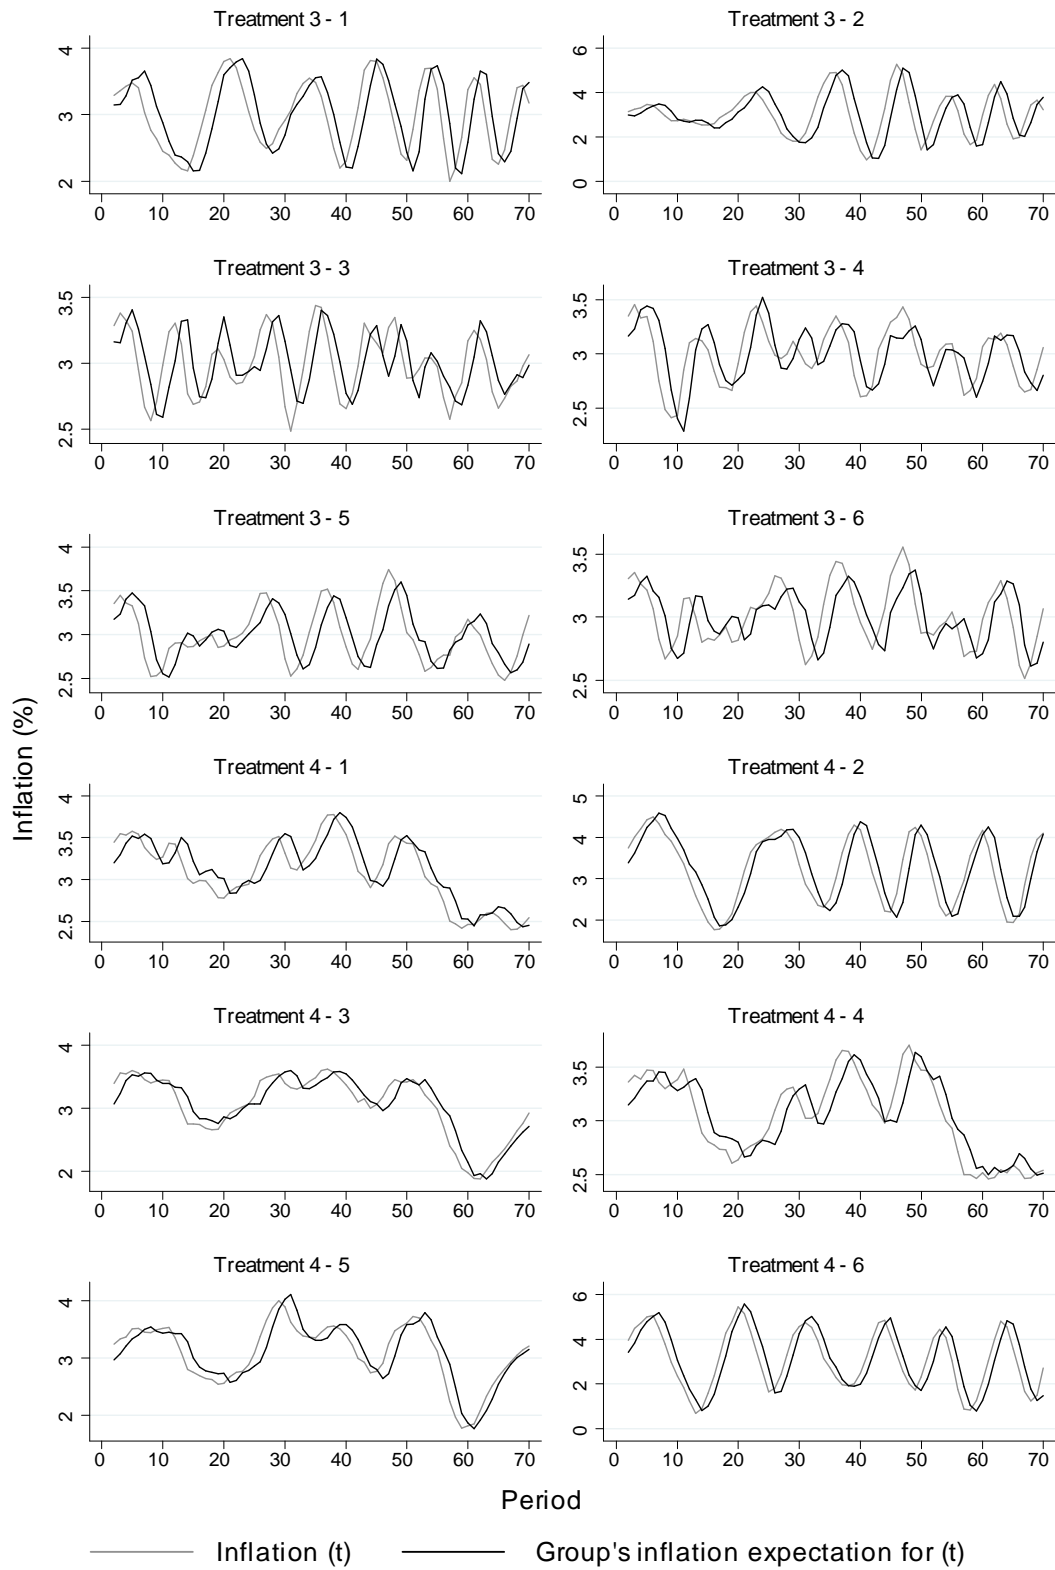 Treatment 3 - 1
4
3
2
0 10 20 30 40 50 60 70
Treatment 3 - 2
6
4
2
0
0 10 20 30 40 50 60 70
Treatment 3 - 3
3.5
3
2.5
0 10 20 30 40 50 60 70
Treatment 3 - 4
3.5
3
2.5
0 10 20 30 40 50 60 70
Treatment 3 - 5
4
3.5
3
2.5
0 10 20 30 40 50 60 70
Treatment 3 - 6
3.5
3
2.5
0 10 20 30 40 50 60 70
Inflation (%)
Treatment 4 - 1
4
3.5
3
2.5
0 10 20 30 40 50 60 70
Treatment 4 - 2
5
4
3
2
0 10 20 30 40 50 60 70
Treatment 4 - 3
4
3
2
0 10 20 30 40 50 60 70
Treatment 4 - 4
3.5
3
2.5
0 10 20 30 40 50 60 70
Treatment 4 - 5
4
3
2
0 10 20 30 40 50 60 70
Treatment 4 - 6
6
4
2
0
0 10 20 30 40 50 60 70
Period
Inflation (t)
Group's inflation expectation for (t)